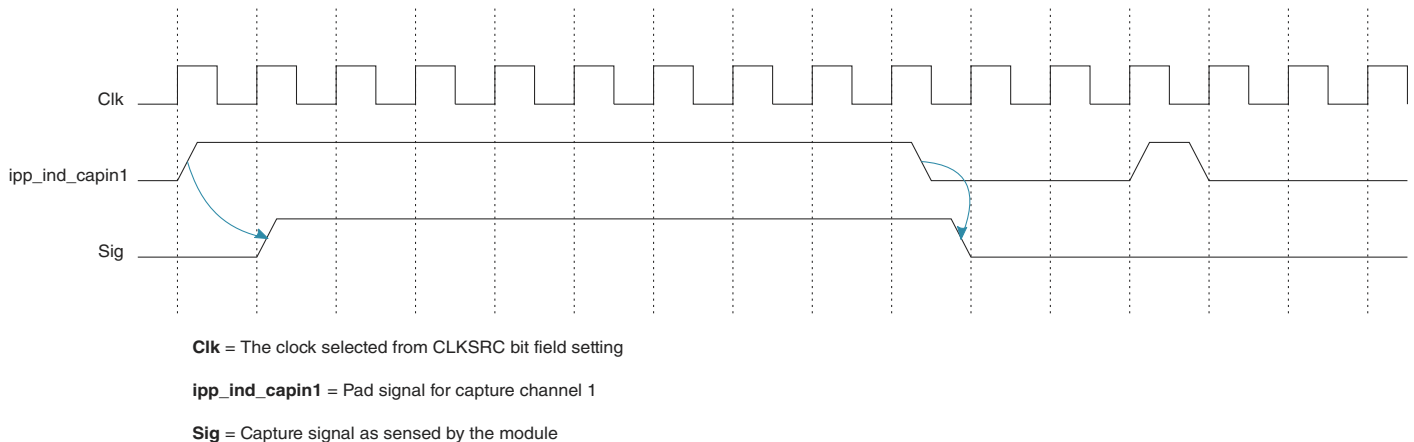 Clk
ipp_ind_capin1
Sig
Clk = The clock selected from CLKSRC bit field setting
ipp_ind_capin1 = Pad signal for capture channel 1
Sig = Capture signal as sensed by the module